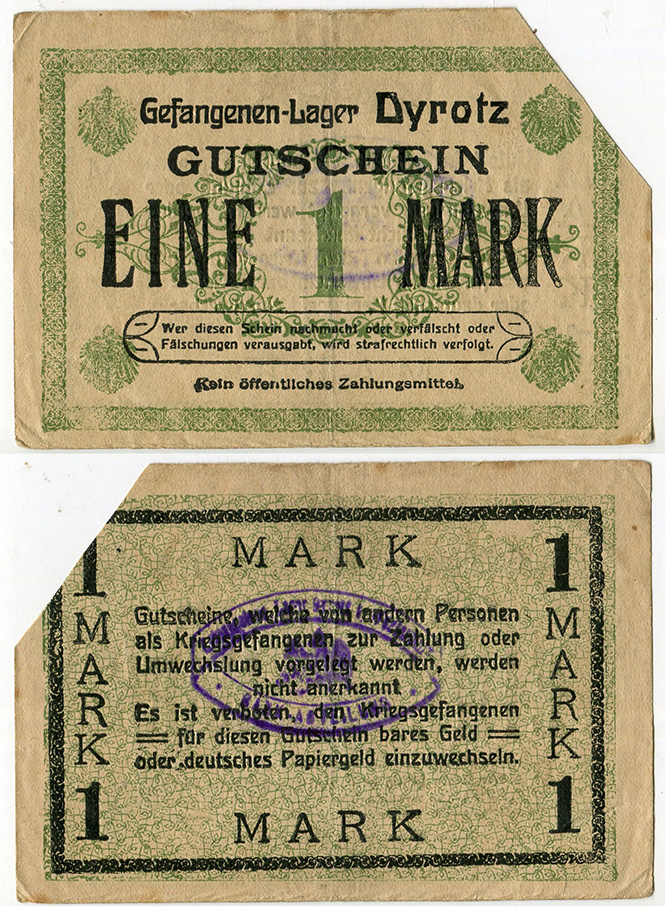 Gefangenen-Lager Dyrotz
GUTSCHEIN
EINE 1 MARK
Wer diesen Schein nachmacht oder verfälscht oder
Fälschungen verausgabt, wird strafrechtlich verfolgt.
Kein öffentliches Zahlungsmittel.
MARK
1 MARK 1
Gutscheine, welche von andern Personen
als Kriegsgefangenen zur Zahlung oder
Umwechslung vorgelegt werden, werden
nicht anerkannt
Es ist verboten, den Kriegsgefangenen
für diesen Gutschein bares Geld
oder deutsches Papiergeld einzuwechseln.
1 MARK 1
MARK